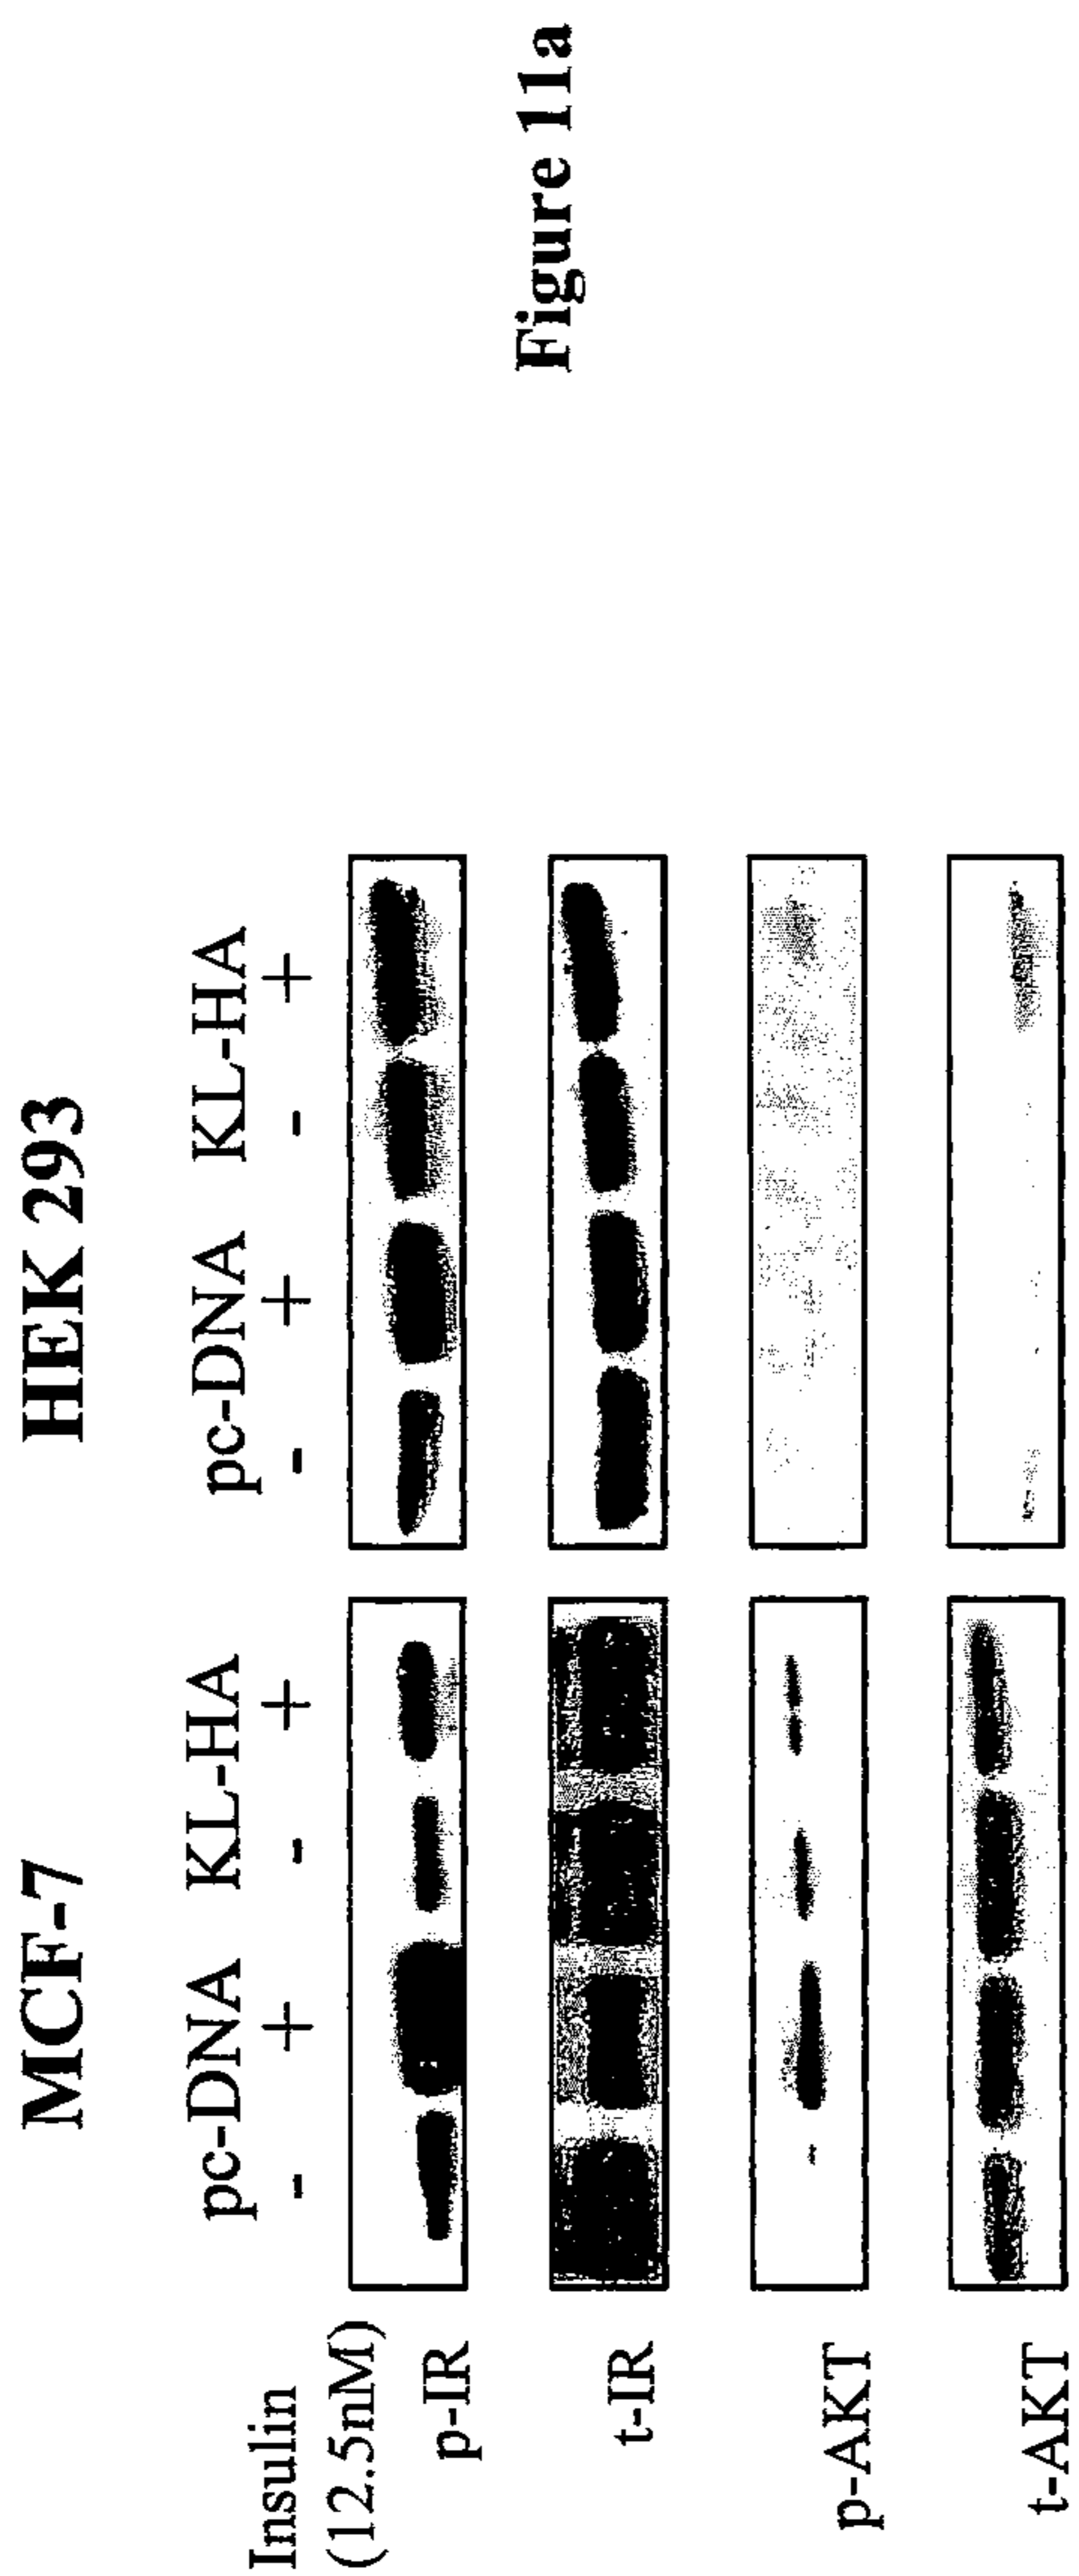 MCF-7 HEK 293
pc-DNA KL-HA pc-DNA KL-HA
Insulin - + - + - + - +
(12.5nM)
p-IR
t-IR
p-AKT
t-AKT
Figure 11a